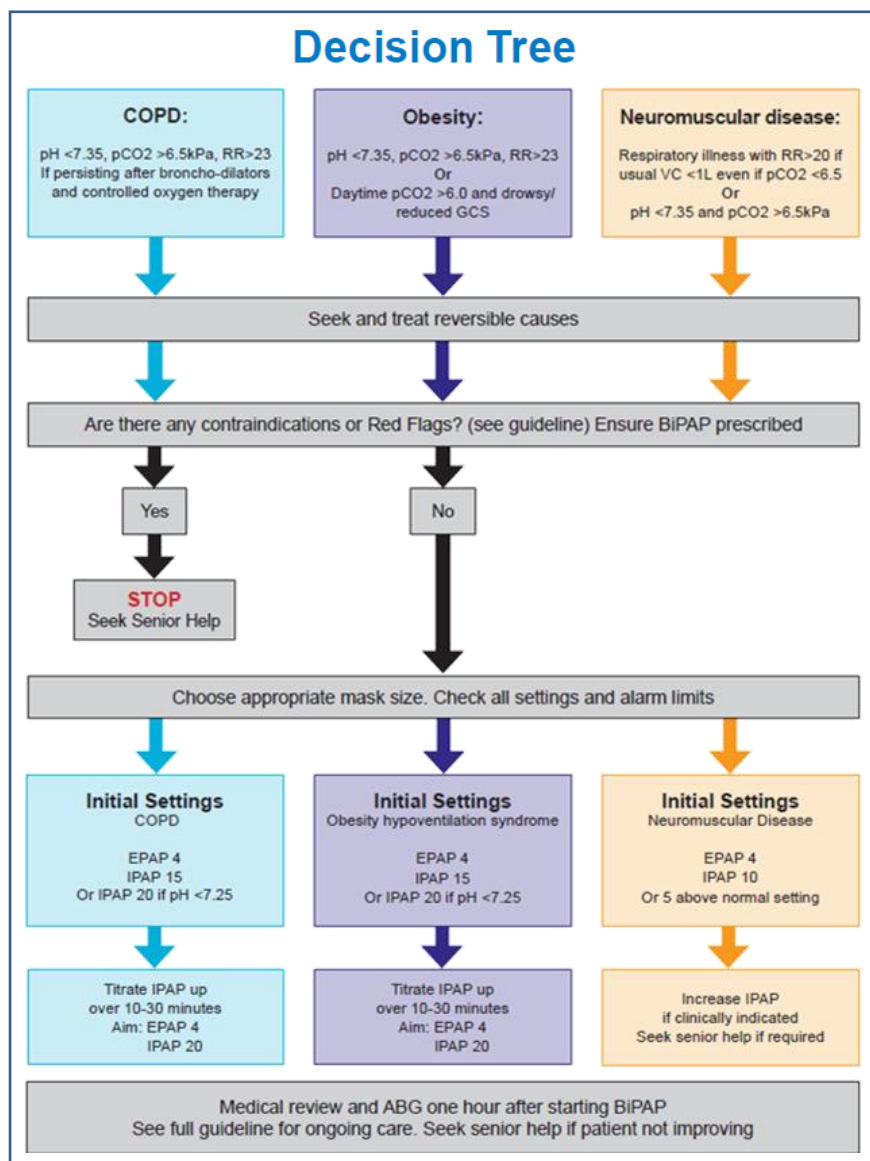 Decision Tree
COPD:
pH <7.35, pCO2 >6.5kPa, RR>23
If persisting after broncho-dilators
and controlled oxygen therapy
Obesity:
pH <7.35, pCO2 >6.5kPa, RR>23
Or
Daytime pCO2 >6.0 and drowsy/
reduced GCS
Neuromuscular disease:
Respiratory illness with RR>20 if
usual VC <1L even if pCO2 <6.5
Or
pH <7.35 and pCO2 >6.5kPa
Seek and treat reversible causes
Are there any contraindications or Red Flags? (see guideline) Ensure BiPAP prescribed
Yes
No
STOP
Seek Senior Help
Choose appropriate mask size. Check all settings and alarm limits
Initial Settings
COPD
EPAP 4
IPAP 15
Or IPAP 20 if pH <7.25
Initial Settings
Obesity hypoventilation syndrome
EPAP 4
IPAP 15
Or IPAP 20 if pH <7.25
Initial Settings
Neuromuscular Disease
EPAP 4
IPAP 10
Or 5 above normal setting
Titrate IPAP up
over 10-30 minutes
Aim: EPAP 4
IPAP 20
Titrate IPAP up
over 10-30 minutes
Aim: EPAP 4
IPAP 20
Increase IPAP
if clinically indicated
Seek senior help if required
Medical review and ABG one hour after starting BiPAP
See full guideline for ongoing care. Seek senior help if patient not improving